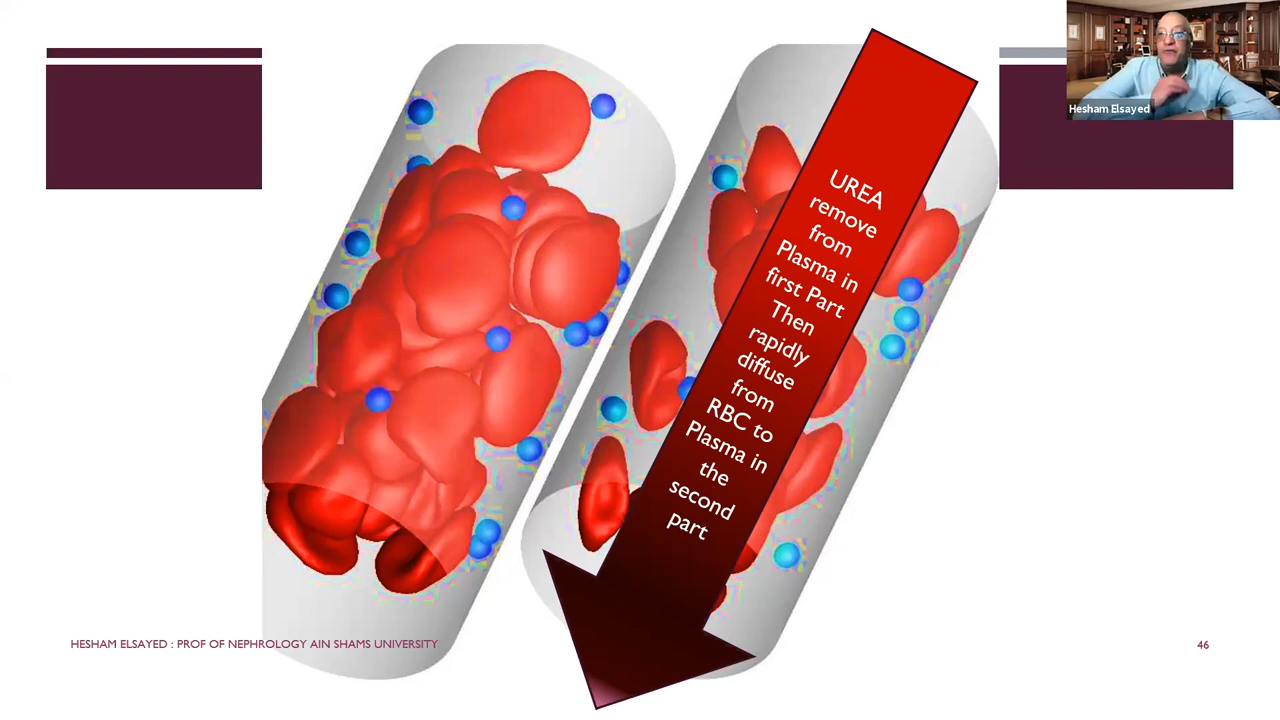 Hesham Elsayed
UREA
remove
from
Plasma in
first Part
Then
rapidly
diffuse
from
RBC to
Plasma in
the
second
part
HESHAM ELSAYED : PROF OF NEPHROLOGY AIN SHAMS UNIVERSITY
46